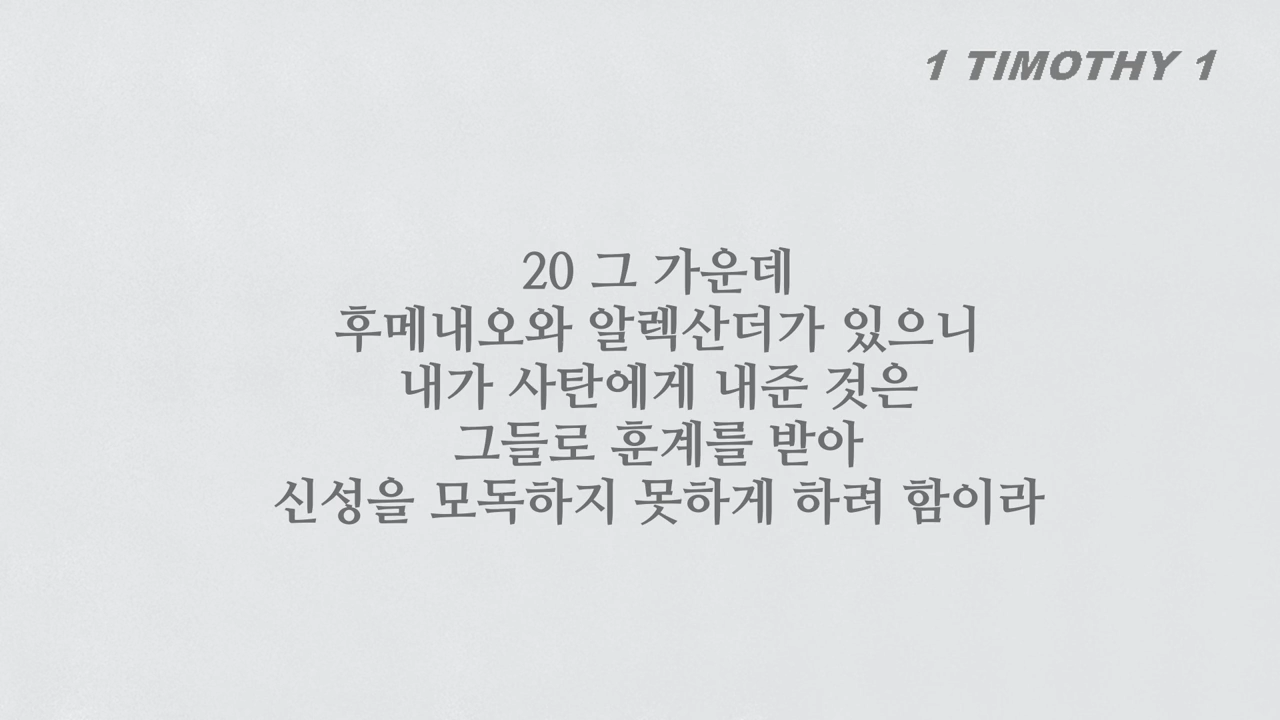 1 TIMOTHY 1
20 그 가운데
후메내오와 알렉산더가 있으니
내가 사탄에게 내준 것은
그들로 훈계를 받아
신성을 모독하지 못하게 하려 함이라